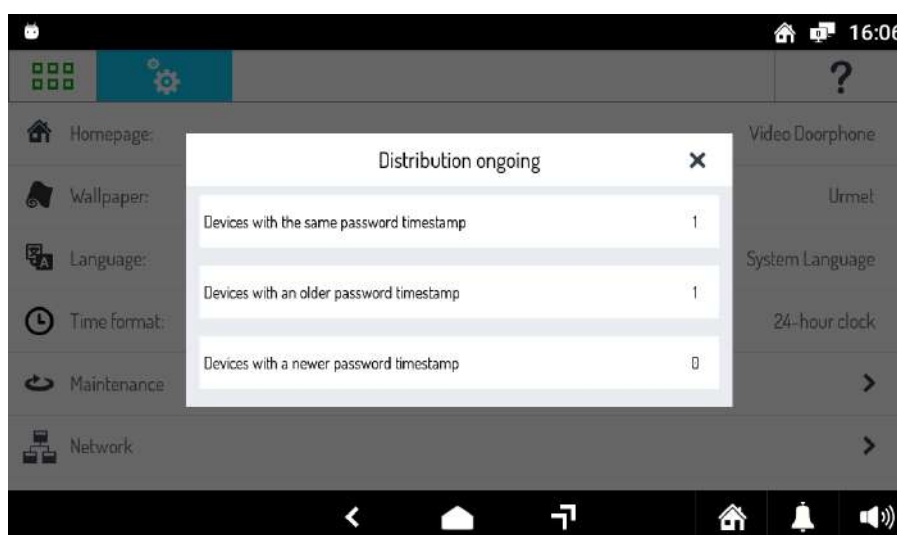 16:06
?
Homepage:
Video Doorphone
Distribution ongoing
Wallpaper:
Urmet
Devices with the same password timestamp
1
Language:
System Language
Devices with an older password timestamp
1
Time format:
24-hour clock
Devices with a newer password timestamp
0
Maintenance
Network